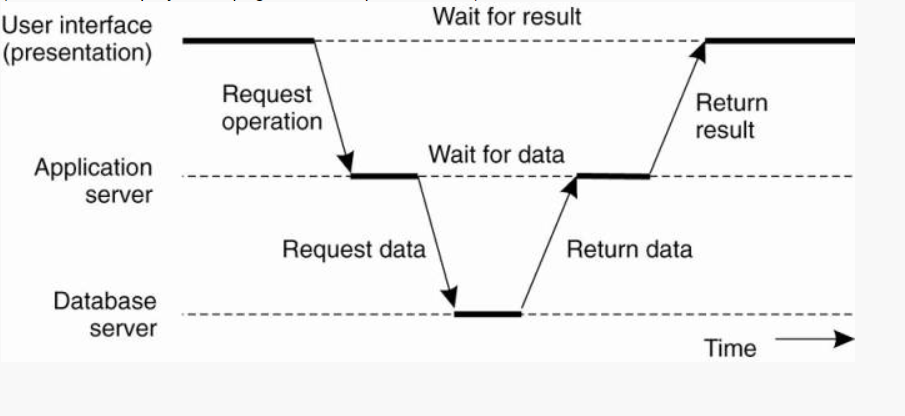 Wait for result
User interface
(presentation)
Request
operation
Return
result
Wait for data
Application
server
Request data
Return data
Database
server
Time